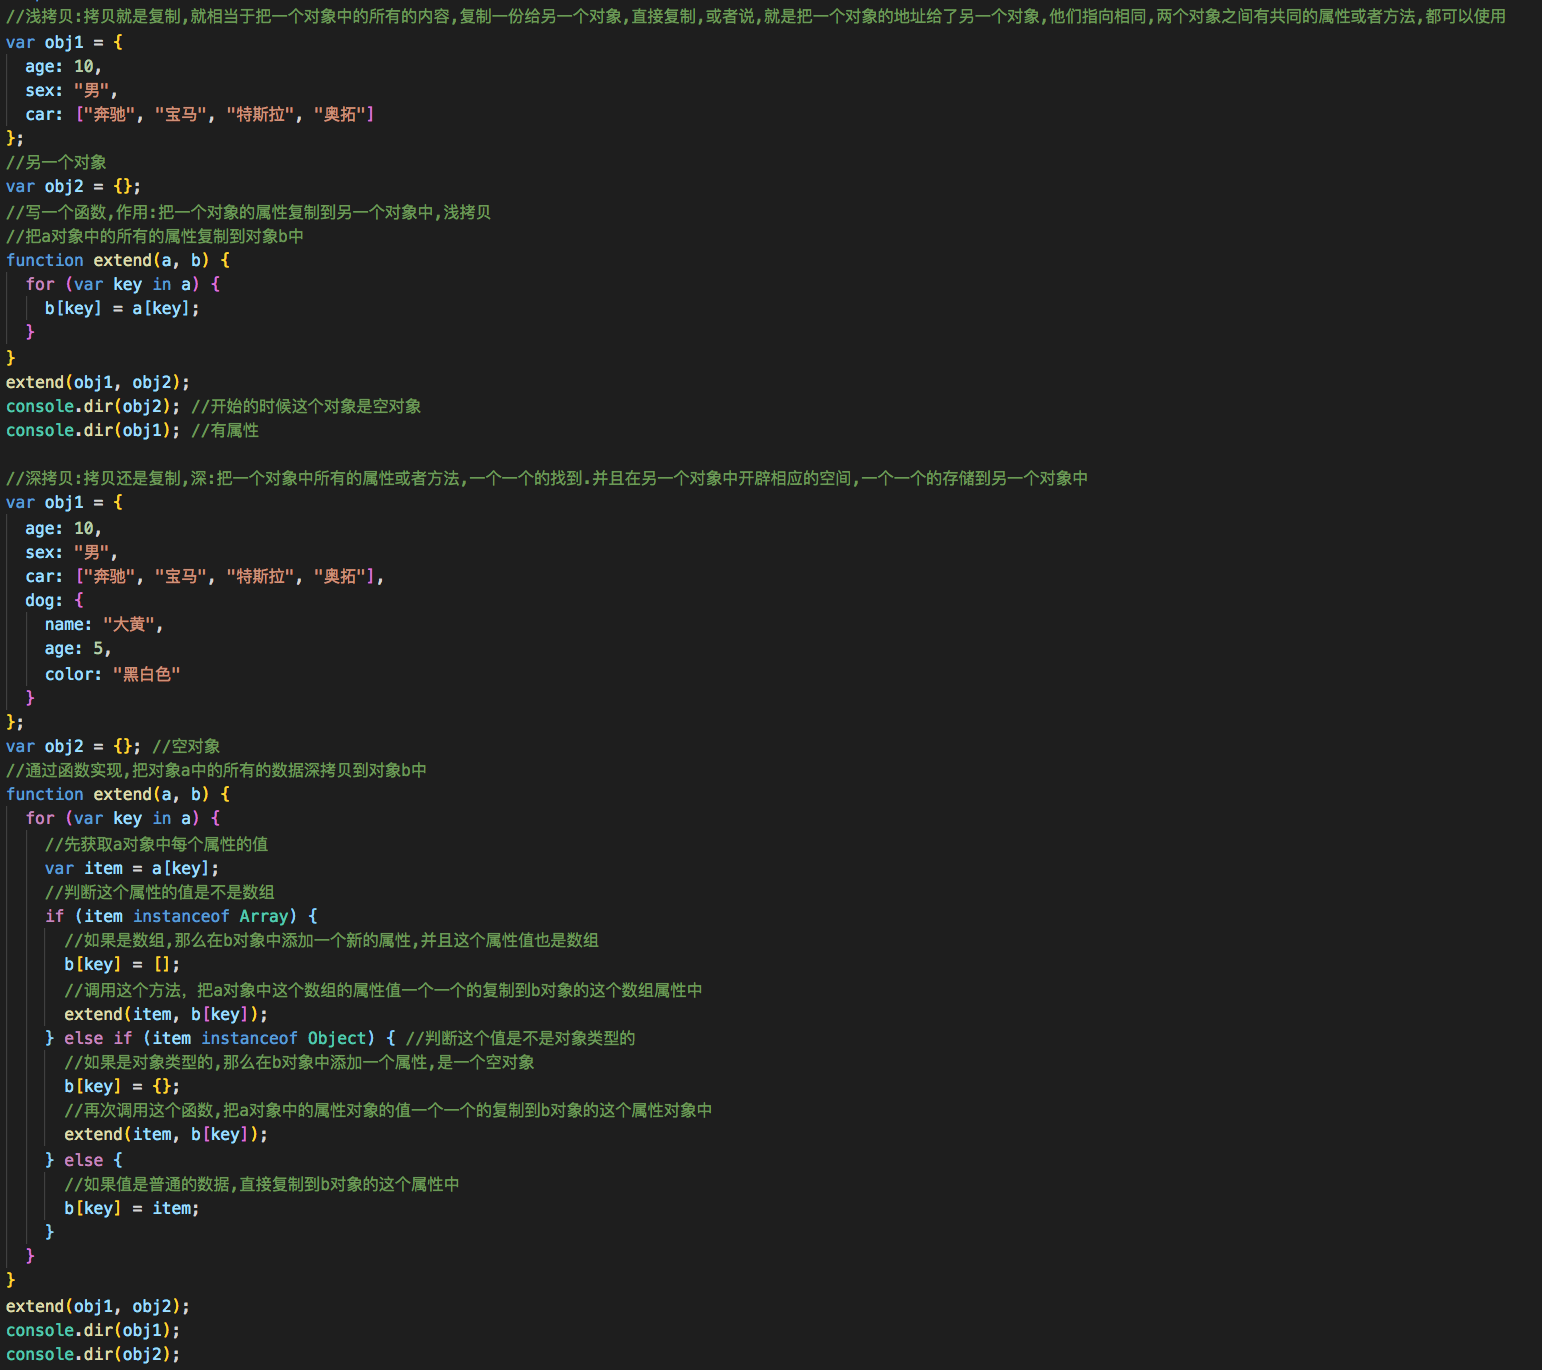 //浅拷贝:拷贝就是复制,就相当于把一个对象中的所有的内容,复制一份给另一个对象,直接复制,或者说,就是把一个对象的地址给了另一个对象,他们指向相同,两个对象之间有共同的属性或者方法,都可以使用
var obj1 = {
  age: 10,
  sex: "男",
  car: ["奔驰", "宝马", "特斯拉", "奥拓"]
};
//另一个对象
var obj2 = {};
//写一个函数,作用:把一个对象的属性复制到另一个对象中,浅拷贝
//把a对象中的所有的属性复制到对象b中
function extend(a, b) {
  for (var key in a) {
    b[key] = a[key];
  }
}
extend(obj1, obj2);
console.dir(obj2); //开始的时候这个对象是空对象
console.dir(obj1); //有属性
//深拷贝:拷贝还是复制,深:把一个对象中所有的属性或者方法,一个一个的找到.并且在另一个对象中开辟相应的空间,一个一个的存储到另一个对象中
var obj1 = {
  age: 10,
  sex: "男",
  car: ["奔驰", "宝马", "特斯拉", "奥拓"],
  dog: {
    name: "大黄",
    age: 5,
    color: "黑白色"
  }
};
var obj2 = {}; //空对象
//通过函数实现,把对象a中的所有的数据深拷贝到对象b中
function extend(a, b) {
  for (var key in a) {
    //先获取a对象中每个属性的值
    var item = a[key];
    //判断这个属性的值是不是数组
    if (item instanceof Array) {
      //如果是数组,那么在b对象中添加一个新的属性,并且这个属性值也是数组
      b[key] = [];
      //调用这个方法，把a对象中这个数组的属性值一个一个的复制到b对象的这个数组属性中
      extend(item, b[key]);
    } else if (item instanceof Object) { //判断这个值是不是对象类型的
      //如果是对象类型的,那么在b对象中添加一个属性,是一个空对象
      b[key] = {};
      //再次调用这个函数,把a对象中的属性对象的值一个一个的复制到b对象的这个属性对象中
      extend(item, b[key]);
    } else {
      //如果值是普通的数据,直接复制到b对象的这个属性中
      b[key] = item;
    }
  }
}
extend(obj1, obj2);
console.dir(obj1);
console.dir(obj2);